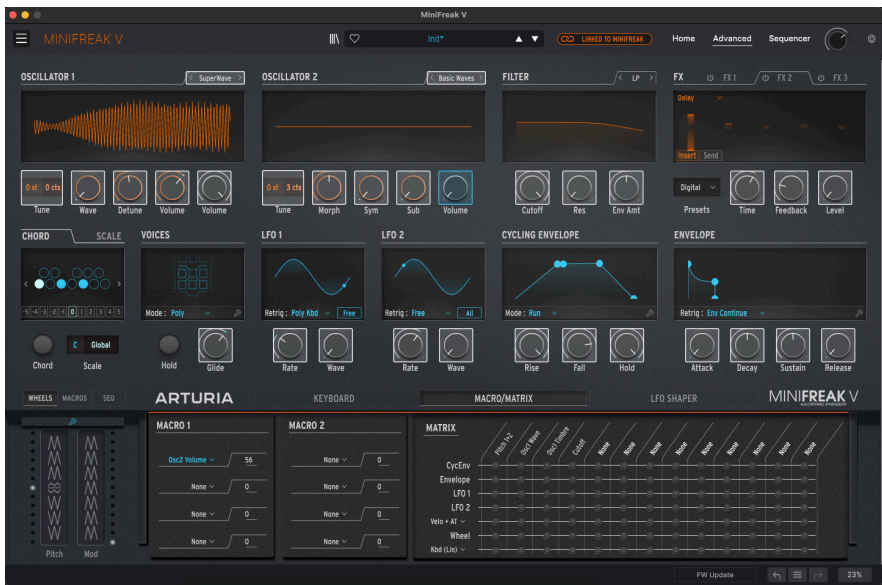 MiniFreak V
MINIFREAK V
Init*
LINKED TO MINIFREAK
Home Advanced Sequencer
OSCILLATOR 1 < SuperWave >
OSCILLATOR 2 < Basic Waves >
FILTER < LP >
FX FX 1 FX 2 FX 3
Delay
Insert Send
0 st 0 cts
Tune Wave Detune Volume Volume
0 st 3 cts
Tune Morph Sym Sub Volume
Cutoff Res Env Amt
Digital
Presets Time Feedback Level
CHORD SCALE
VOICES
LFO 1
LFO 2
CYCLING ENVELOPE
ENVELOPE
-5 -4 -3 -2 -1 0 1 2 3 4 5
Mode : Poly
Retrig : Poly Kbd Free
Retrig : Free All
Mode : Run
Retrig : Env Continue
C Global
Chord Scale
Hold Glide
Rate Wave
Rate Wave
Rise Fall Hold
Attack Decay Sustain Release
WHEELS MACROS SEQ
ARTURIA
KEYBOARD MACRO/MATRIX LFO SHAPER
MINIFREAK V
MACRO 1
Osc2 Volume 56
None 0
None 0
None 0
MACRO 2
None 0
None 0
None 0
None 0
MATRIX
Pitch 1+2 Osc1 Wave Osc1 Timbre Cutoff None None None None None None None None None
CycEnv
Envelope
LFO 1
LFO 2
Velo + AT
Wheel
Kbd (Lin)
Pitch Mod
FW Update
23%